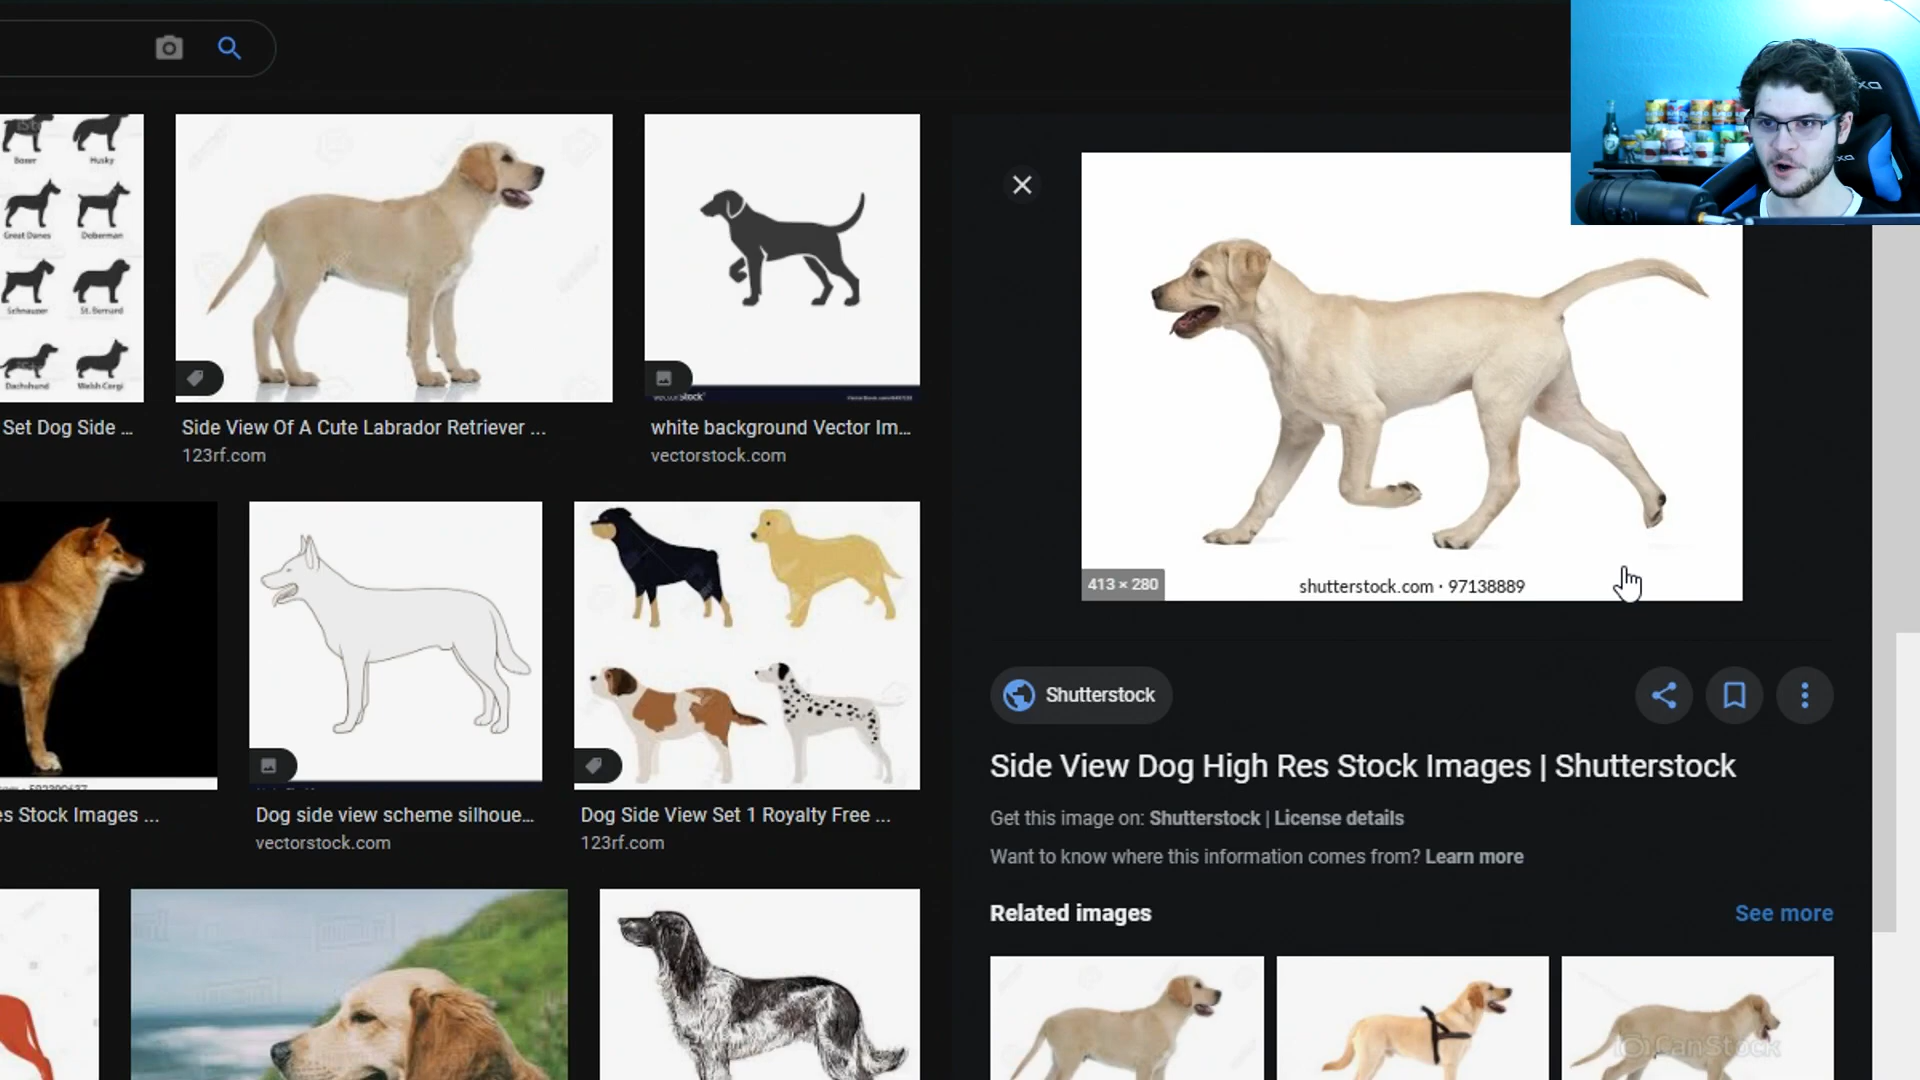 Boxer
Husky
Great Danes
Doberman
Schnauzer
St. Bernard
Dachshund
Welsh Corgi
Set Dog Side ...
Side View Of A Cute Labrador Retriever ...
123rf.com
VectorStock
white background Vector Im...
vectorstock.com
413 × 280
shutterstock.com · 97138889
es Stock Images ...
Dog side view scheme silhoue...
vectorstock.com
Dog Side View Set 1 Royalty Free ...
123rf.com
Shutterstock
Side View Dog High Res Stock Images | Shutterstock
Get this image on: Shutterstock | License details
Want to know where this information comes from? Learn more
Related images
See more
CanStock